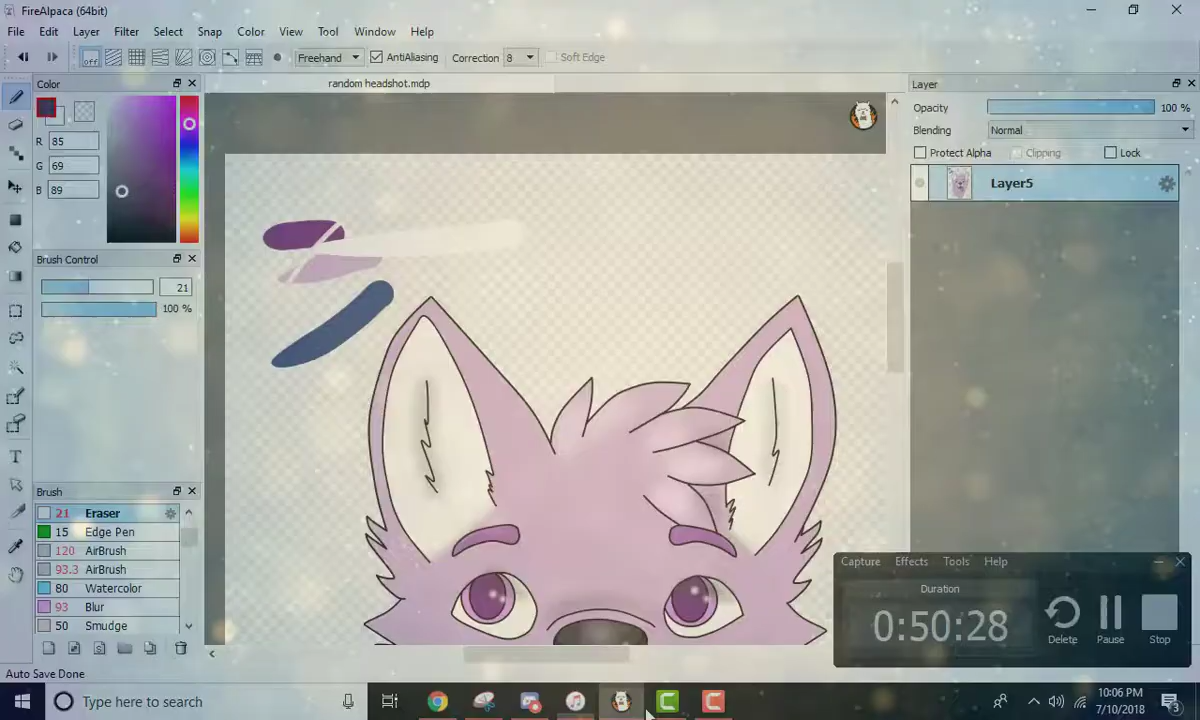 FireAlpaca (64bit)
File Edit Layer Filter Select Snap Color View Tool Window Help
off Freehand AntiAliasing Correction 8 Soft Edge
Color
random headshot.mdp
Layer
R 85
G 69
B 89
Opacity 100 %
Blending Normal
Protect Alpha Clipping Lock
Layer5
Brush Control
21
100 %
Brush
21 Eraser
15 Edge Pen
120 AirBrush
93.3 AirBrush
80 Watercolor
93 Blur
50 Smudge
Capture Effects Tools Help
Duration
0:50:28
Delete Pause Stop
Auto Save Done
Type here to search
10:06 PM
7/10/2018
3